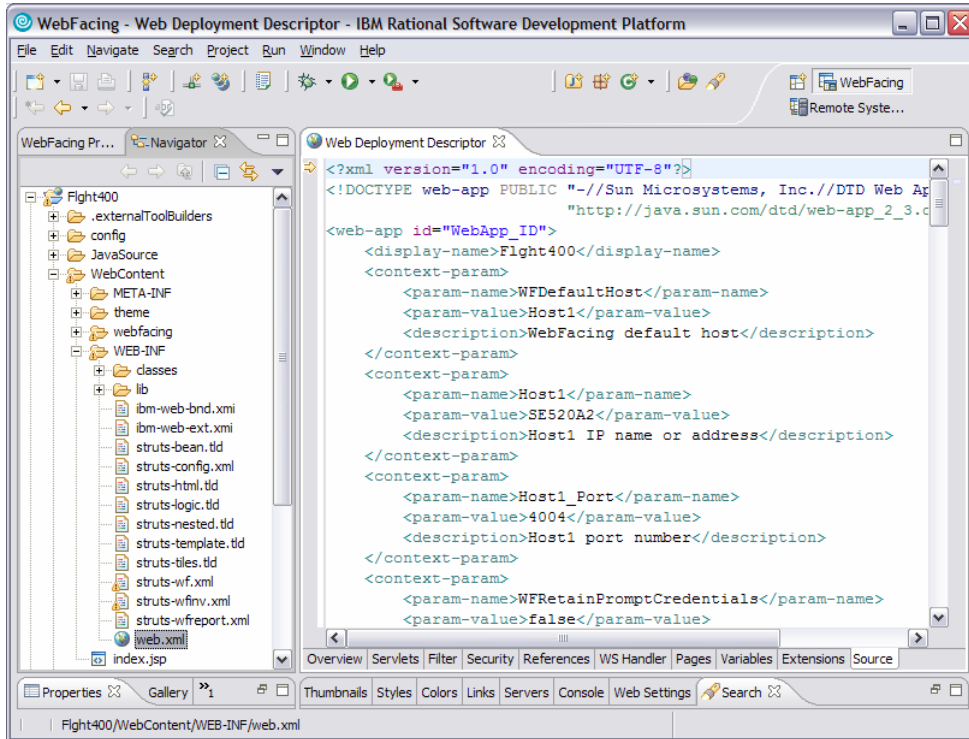 WebFacing - Web Deployment Descriptor - IBM Rational Software Development Platform
File Edit Navigate Search Project Run Window Help
WebFacing
Remote Syste...
WebFacing Pr... Navigator
Web Deployment Descriptor
Flght400
.externalToolBuilders
config
JavaSource
WebContent
META-INF
theme
webfacing
WEB-INF
classes
lib
ibm-web-bnd.xmi
ibm-web-ext.xmi
struts-bean.tld
struts-config.xml
struts-html.tld
struts-logic.tld
struts-nested.tld
struts-template.tld
struts-tiles.tld
struts-wf.xml
struts-wfinv.xml
struts-wfreport.xml
web.xml
index.jsp
<?xml version="1.0" encoding="UTF-8"?>
<!DOCTYPE web-app PUBLIC "-//Sun Microsystems, Inc.//DTD Web Ap
"http://java.sun.com/dtd/web-app_2_3.d
<web-app id="WebApp_ID">
<display-name>Flght400</display-name>
<context-param>
<param-name>WFDefaultHost</param-name>
<param-value>Host1</param-value>
<description>WebFacing default host</description>
</context-param>
<context-param>
<param-name>Host1</param-name>
<param-value>SE520A2</param-value>
<description>Host1 IP name or address</description>
</context-param>
<context-param>
<param-name>Host1_Port</param-name>
<param-value>4004</param-value>
<description>Host1 port number</description>
</context-param>
<context-param>
<param-name>WFRetainPromptCredentials</param-name>
<param-value>false</param-value>
Overview Servlets Filter Security References WS Handler Pages Variables Extensions Source
Properties Gallery »1
Thumbnails Styles Colors Links Servers Console Web Settings Search
Flght400/WebContent/WEB-INF/web.xml